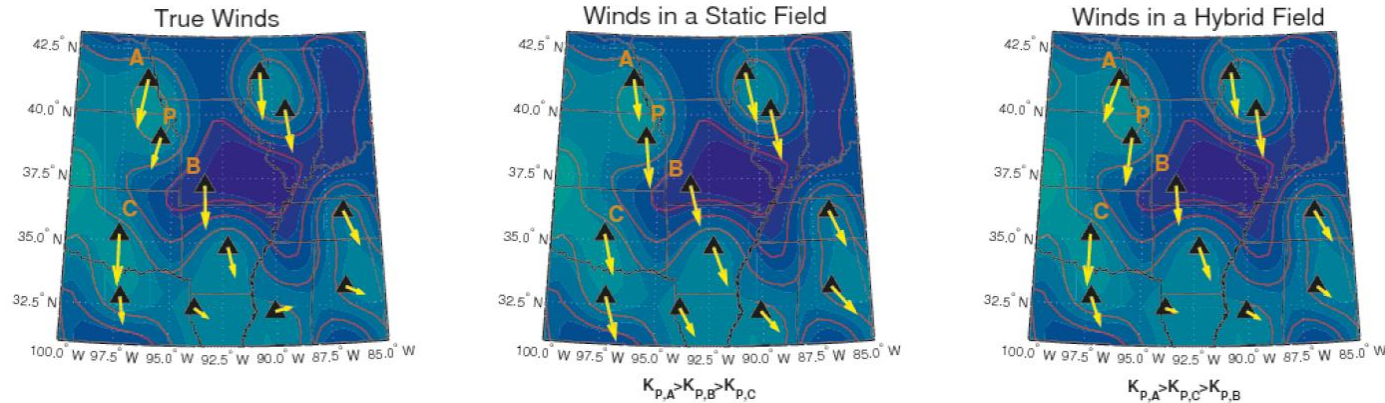 True Winds
42.5° N
40.0° N
37.5° N
35.0° N
32.5° N
100.0° W 97.5° W 95.0° W 92.5° W 90.0° W 87.5° W 85.0° W
A
P
B
C
Winds in a Static Field
42.5° N
40.0° N
37.5° N
35.0° N
32.5° N
100.0° W 97.5° W 95.0° W 92.5° W 90.0° W 87.5° W 85.0° W
A
P
B
C
K_P,A>K_P,B>K_P,C
Winds in a Hybrid Field
42.5° N
40.0° N
37.5° N
35.0° N
32.5° N
100.0° W 97.5° W 95.0° W 92.5° W 90.0° W 87.5° W 85.0° W
A
P
B
C
K_P,A>K_P,C>K_P,B